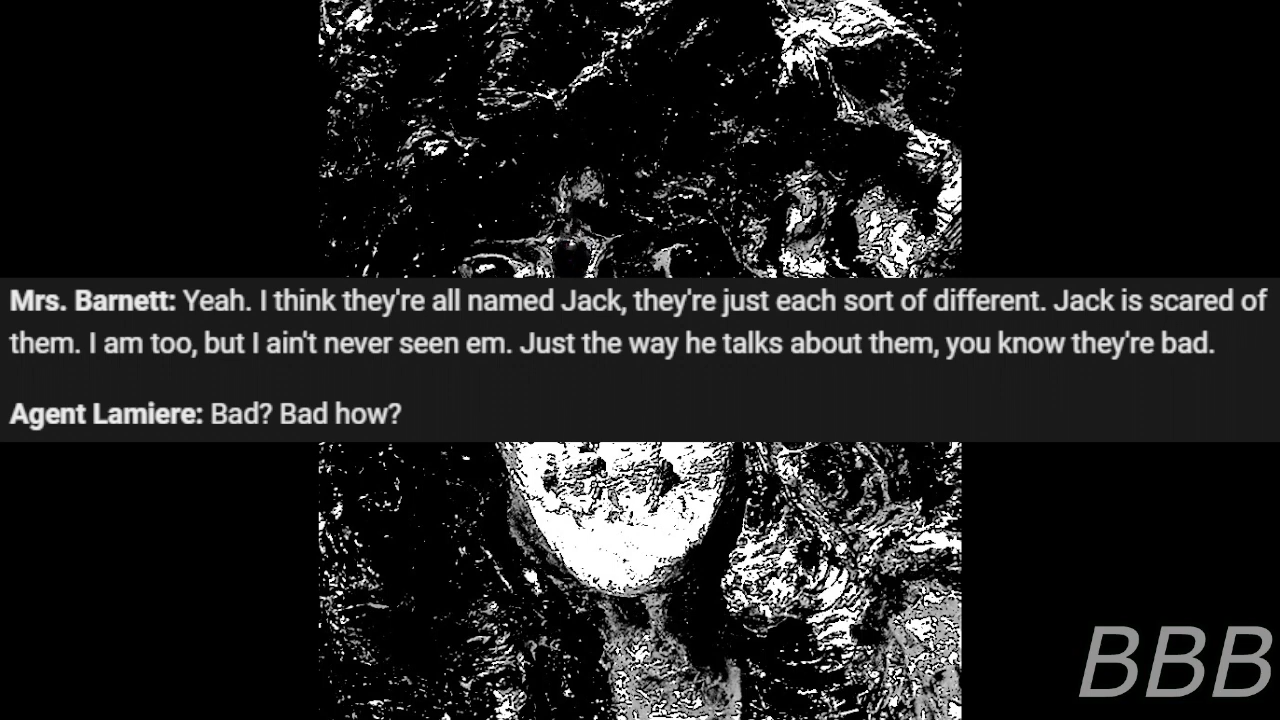 Mrs. Barnett: Yeah. I think they're all named Jack, they're just each sort of different. Jack is scared of
them. I am too, but I ain't never seen em. Just the way he talks about them, you know they're bad.
Agent Lamiere: Bad? Bad how?
BBB